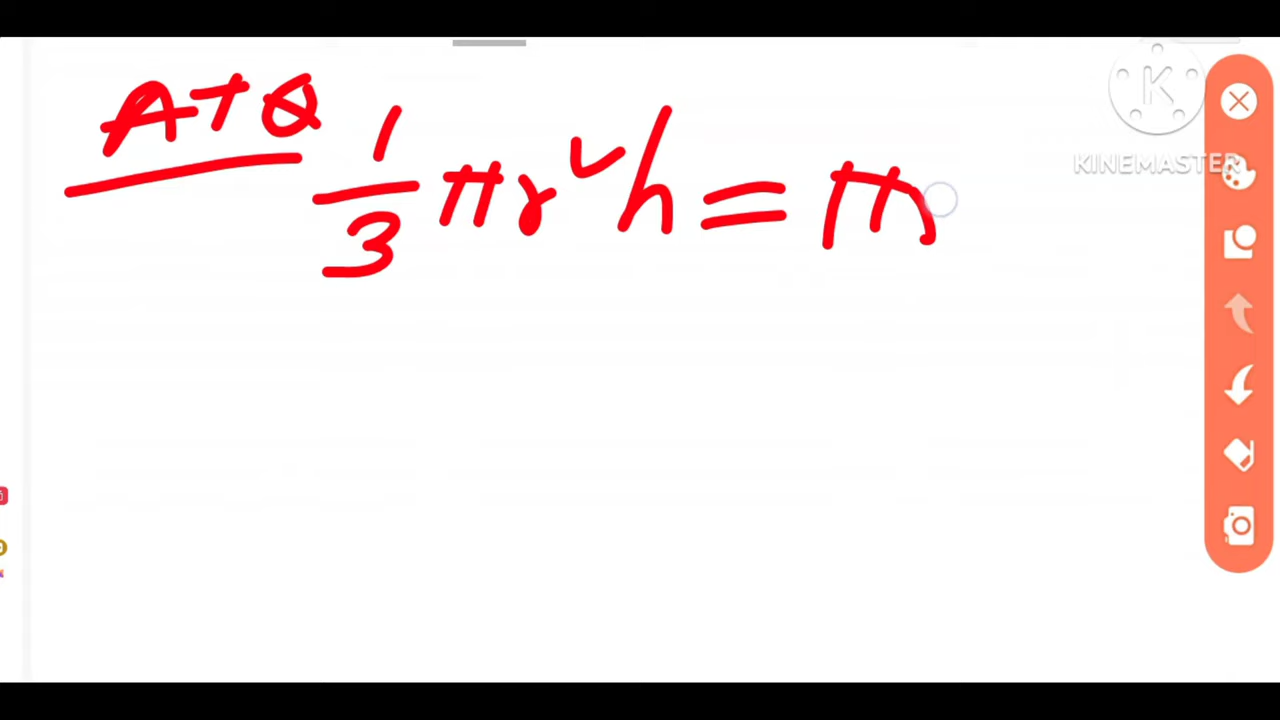 ATQ
1/3 πr²h = π
KINEMASTER